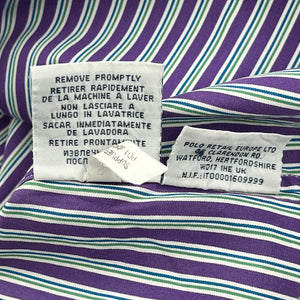 REMOVE PROMPTLY
RETIRER RAPIDEMENT
DE LA MACHINE A LAVER
NON LASCIARE A
LUNGO IN LAVATRICE
SACAR INMEDIATAMENTE
DE LAVADORA
RETIRE PRONTAMENTE
POLO RETAIL EUROPE LTD
CLARENDON RD.
WATFORD, HERTFORDSHIRE
WD17 1HE UK
N.I.F.:IT00001609999